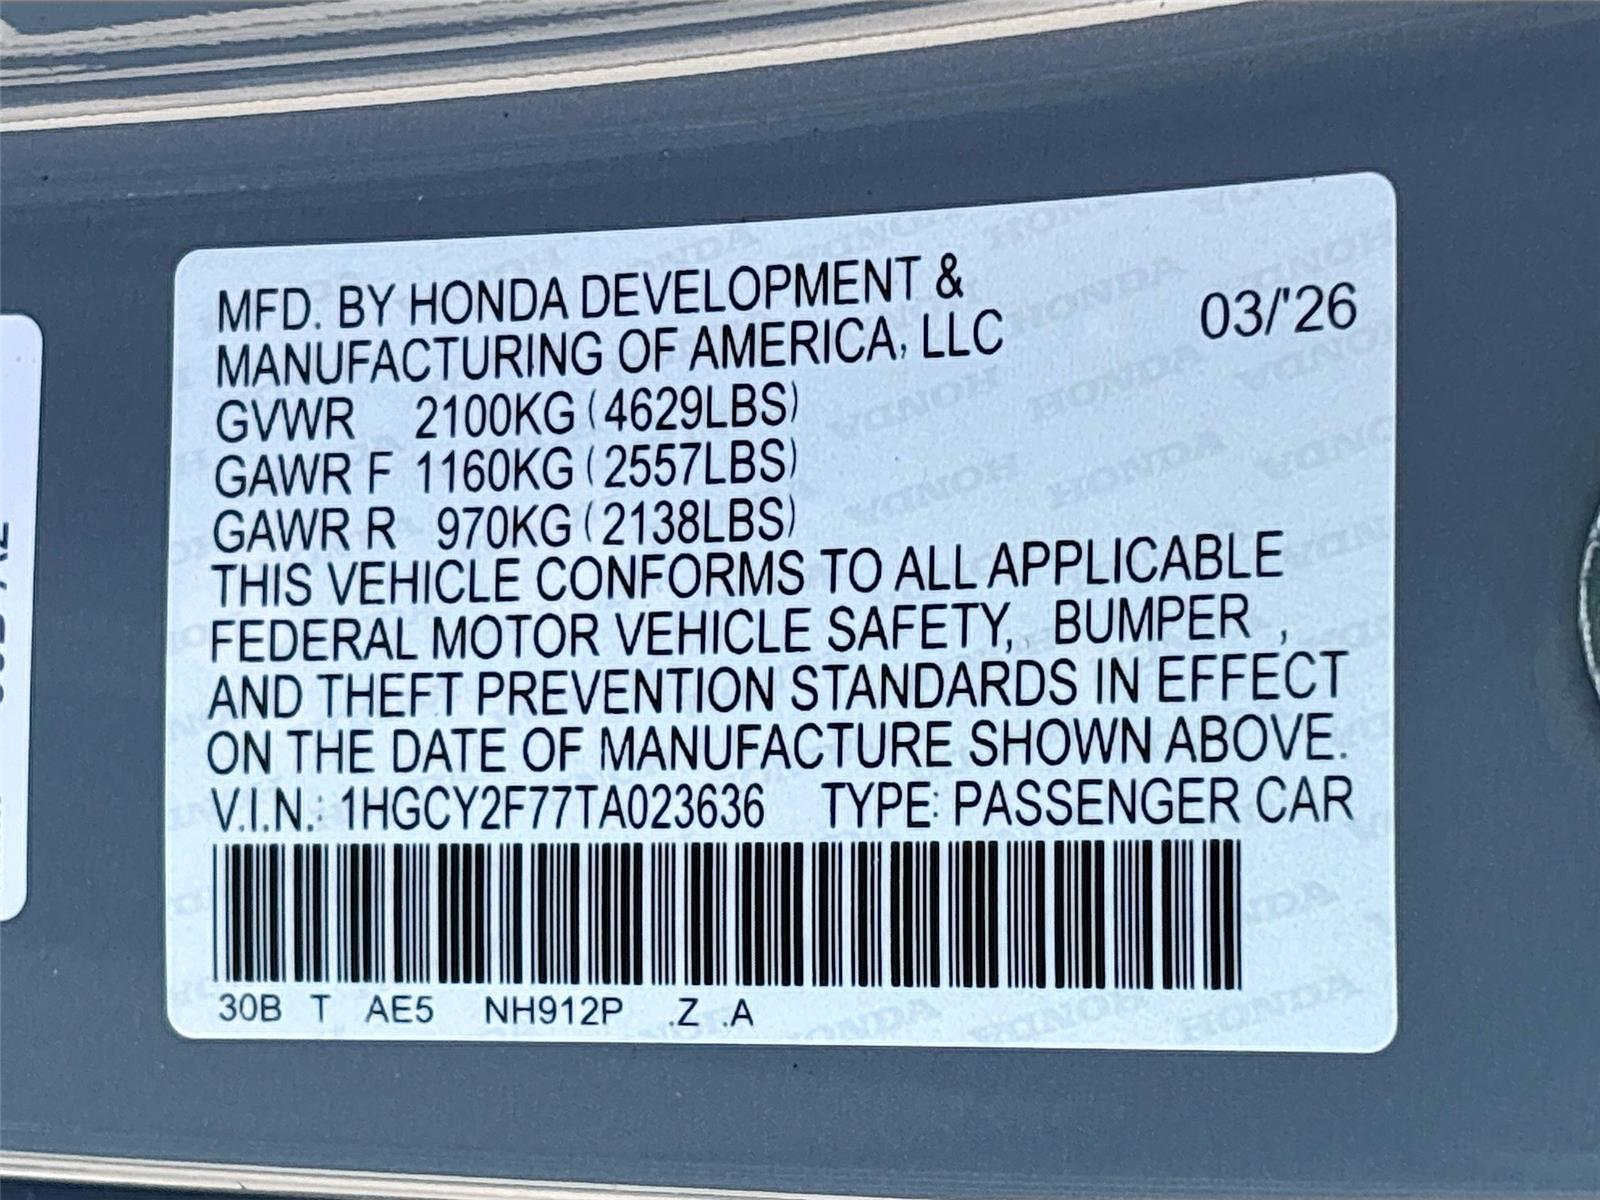 MFD. BY HONDA DEVELOPMENT &
MANUFACTURING OF AMERICA, LLC
03/'26
GVWR 2100KG (4629LBS)
GAWR F 1160KG (2557LBS)
GAWR R 970KG (2138LBS)
THIS VEHICLE CONFORMS TO ALL APPLICABLE
FEDERAL MOTOR VEHICLE SAFETY, BUMPER ,
AND THEFT PREVENTION STANDARDS IN EFFECT
ON THE DATE OF MANUFACTURE SHOWN ABOVE.
V.I.N.: 1HGCY2F77TA023636 TYPE: PASSENGER CAR
30B T AE5 NH912P .Z .A